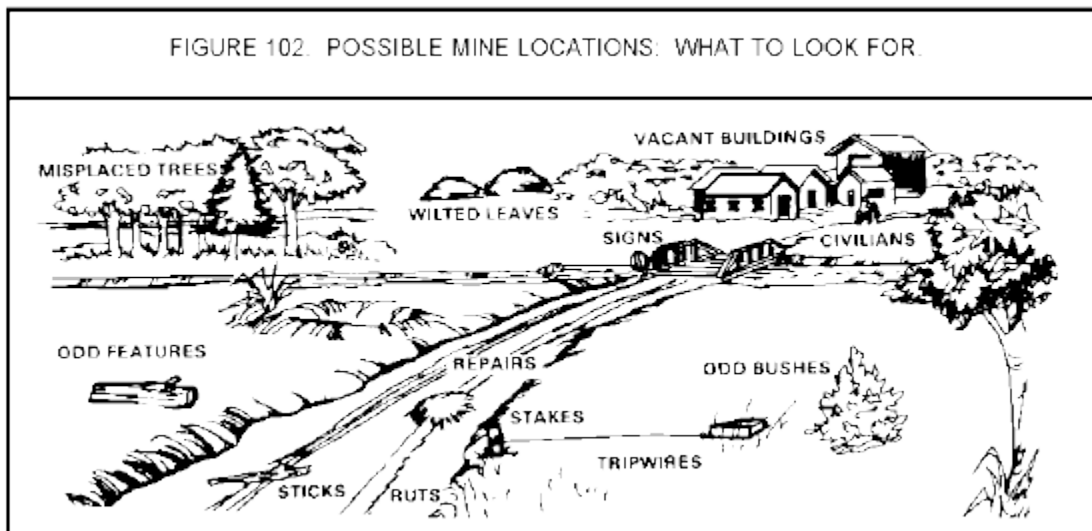 FIGURE 102. POSSIBLE MINE LOCATIONS: WHAT TO LOOK FOR.
VACANT BUILDINGS
MISPLACED TREES
WILTED LEAVES
SIGNS
CIVILIANS
ODD FEATURES
REPAIRS
ODD BUSHES
STAKES
TRIPWIRES
STICKS
RUTS